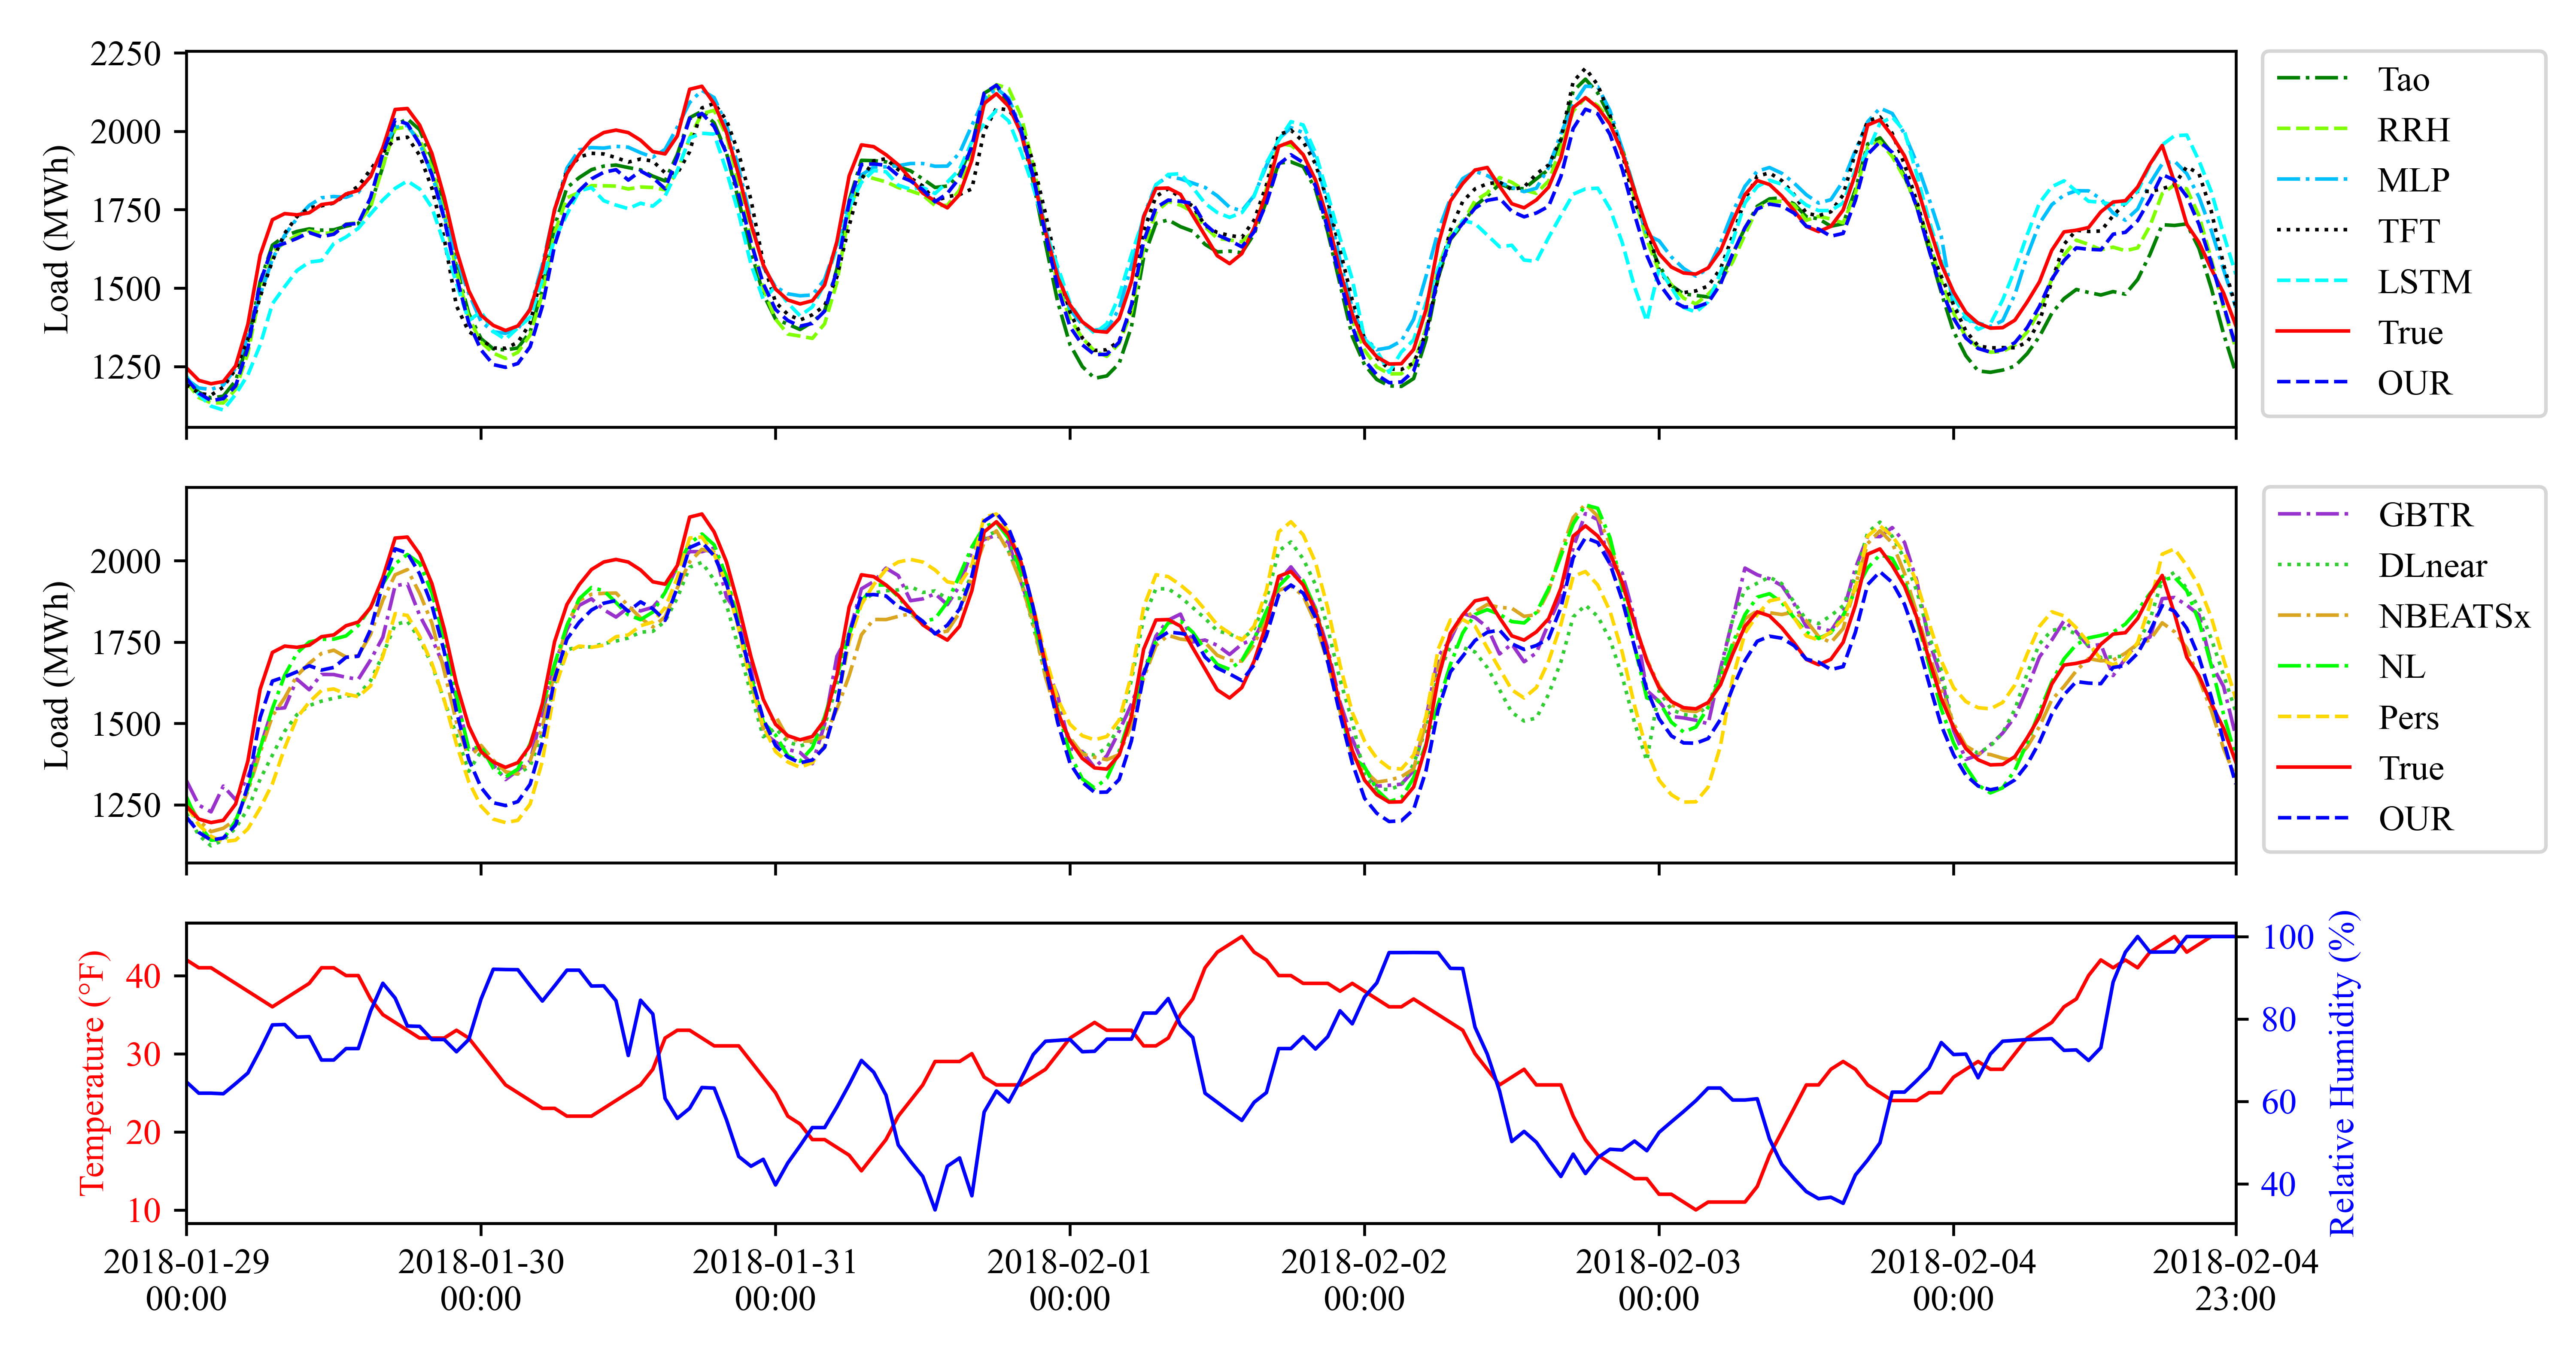 2250
2000
1750
1500
1250
Load (MWh)
Tao
RRH
MLP
TFT
LSTM
True
OUR
2000
1750
1500
1250
Load (MWh)
GBTR
DLnear
NBEATSx
NL
Pers
True
OUR
40
30
20
10
Temperature (°F)
100
80
60
40
Relative Humidity (%)
2018-01-29 2018-01-30 2018-01-31 2018-02-01 2018-02-02 2018-02-03 2018-02-04 2018-02-04
00:00 00:00 00:00 00:00 00:00 00:00 00:00 23:00